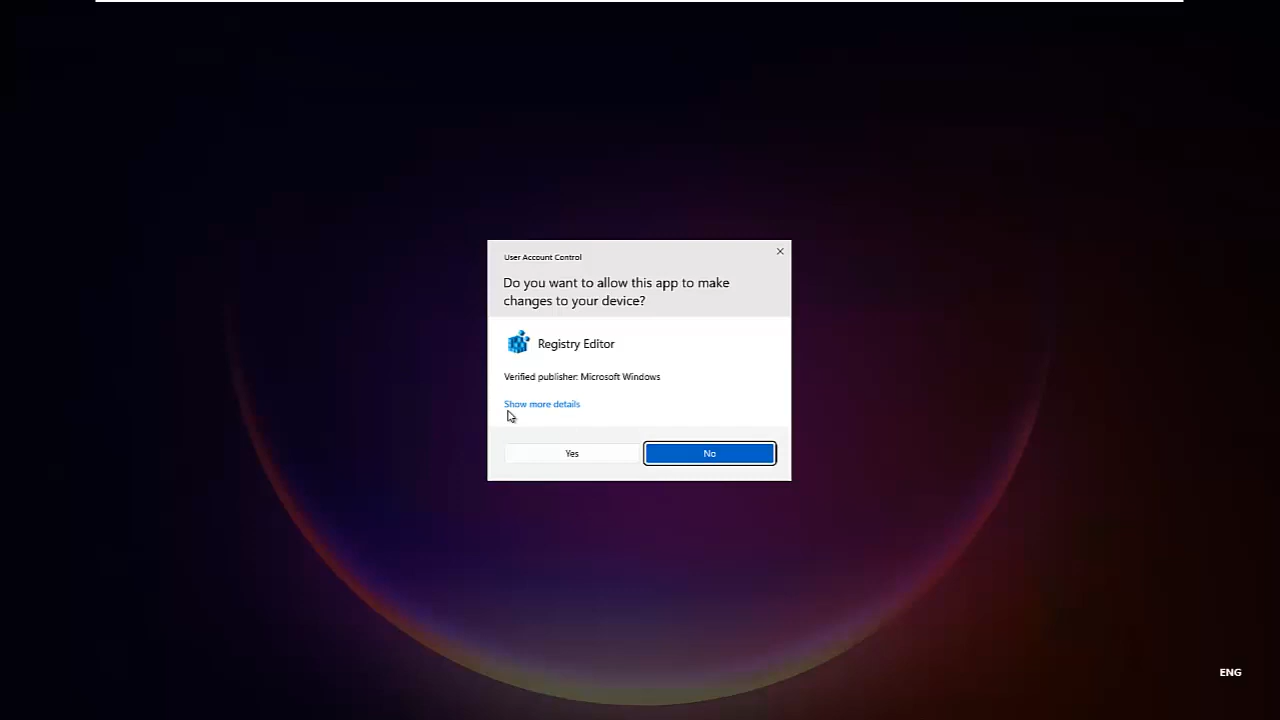 User Account Control
Do you want to allow this app to make
changes to your device?
Registry Editor
Verified publisher: Microsoft Windows
Show more details
Yes
No
ENG